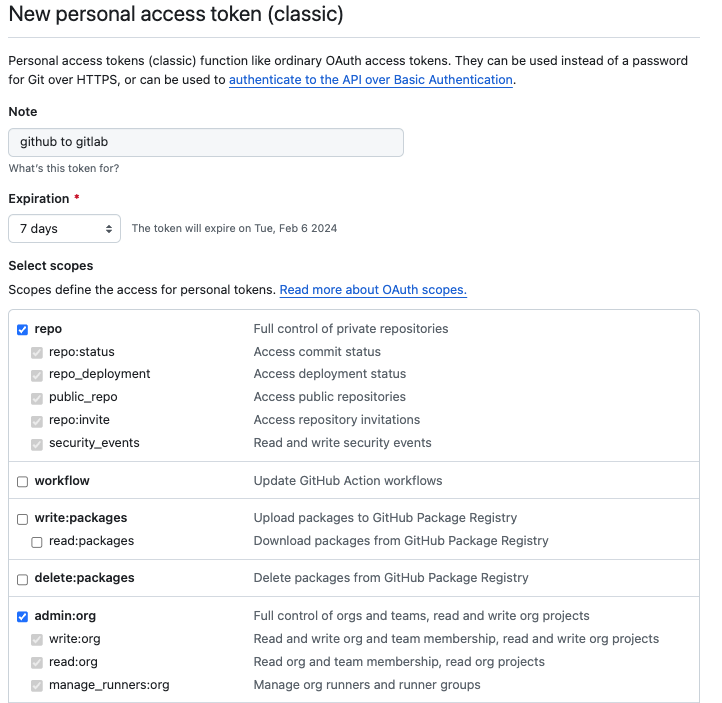 New personal access token (classic)
Personal access tokens (classic) function like ordinary OAuth access tokens. They can be used instead of a password
for Git over HTTPS, or can be used to authenticate to the API over Basic Authentication.
Note
github to gitlab
What's this token for?
Expiration *
7 days The token will expire on Tue, Feb 6 2024
Select scopes
Scopes define the access for personal tokens. Read more about OAuth scopes.
repo Full control of private repositories
repo:status Access commit status
repo_deployment Access deployment status
public_repo Access public repositories
repo:invite Access repository invitations
security_events Read and write security events
workflow Update GitHub Action workflows
write:packages Upload packages to GitHub Package Registry
read:packages Download packages from GitHub Package Registry
delete:packages Delete packages from GitHub Package Registry
admin:org Full control of orgs and teams, read and write org projects
write:org Read and write org and team membership, read and write org projects
read:org Read org and team membership, read org projects
manage_runners:org Manage org runners and runner groups